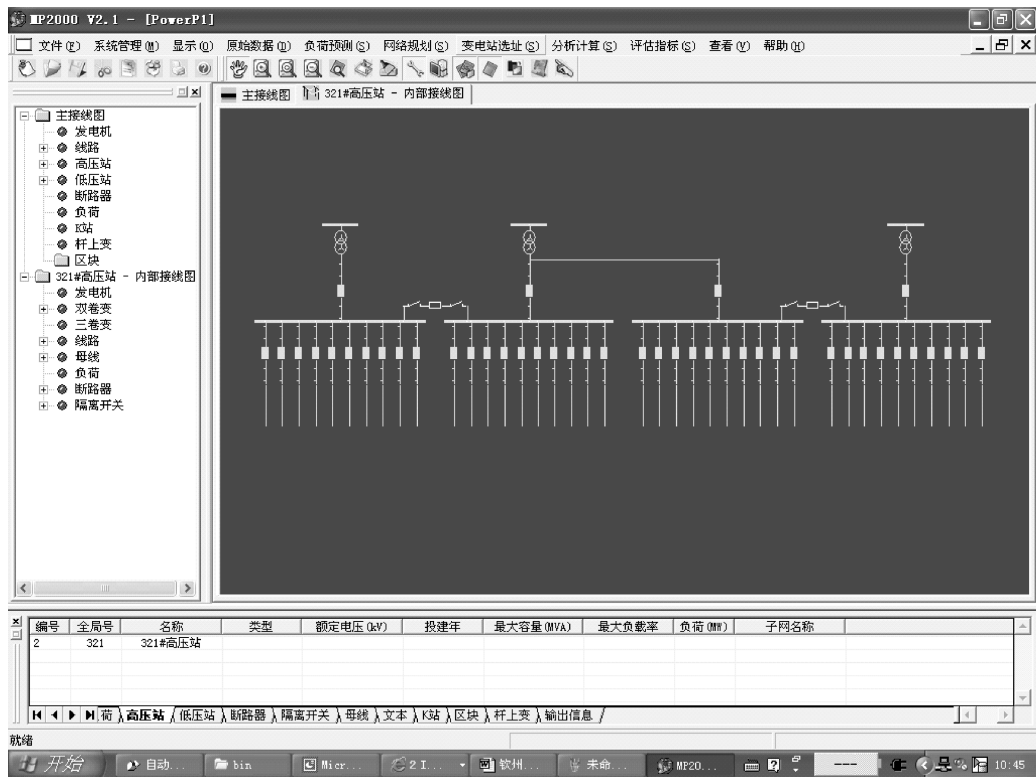 MP2000 V2.1 - [PowerP1]
文件(F) 系统管理(M) 显示(O) 原始数据(D) 负荷预测(S) 网络规划(S) 变电站选址(S) 分析计算(S) 评估指标(S) 查看(V) 帮助(H)
主接线图 321#高压站 - 内部接线图
主接线图
发电机
线路
高压站
低压站
断路器
负荷
K站
杆上变
区块
321#高压站 - 内部接线图
发电机
双卷变
三卷变
线路
母线
负荷
断路器
隔离开关
编号 全局号 名称 类型 额定电压(kV) 投建年 最大容量(MVA) 最大负载率 负荷(MW) 子网名称
2 321 321#高压站
荷 高压站 低压站 断路器 隔离开关 母线 文本 K站 区块 杆上变 输出信息
就绪
开始 自动... bin Micr... 2 I... 钦州... 未命... MP20... --- 10:45